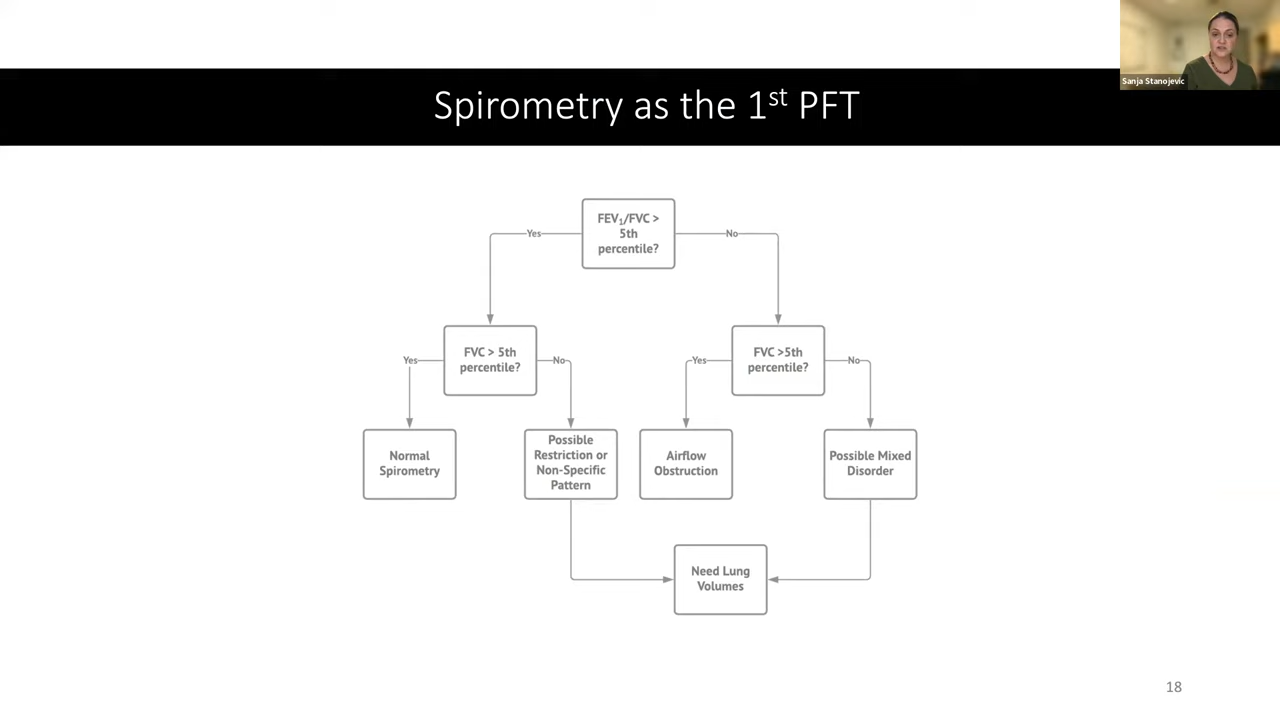 Sanja Stanojevic
Spirometry as the 1st PFT
FEV1/FVC >
5th
percentile?
Yes
No
FVC > 5th
percentile?
FVC >5th
percentile?
Yes
No
Yes
No
Normal
Spirometry
Possible
Restriction or
Non-Specific
Pattern
Airflow
Obstruction
Possible Mixed
Disorder
Need Lung
Volumes
18